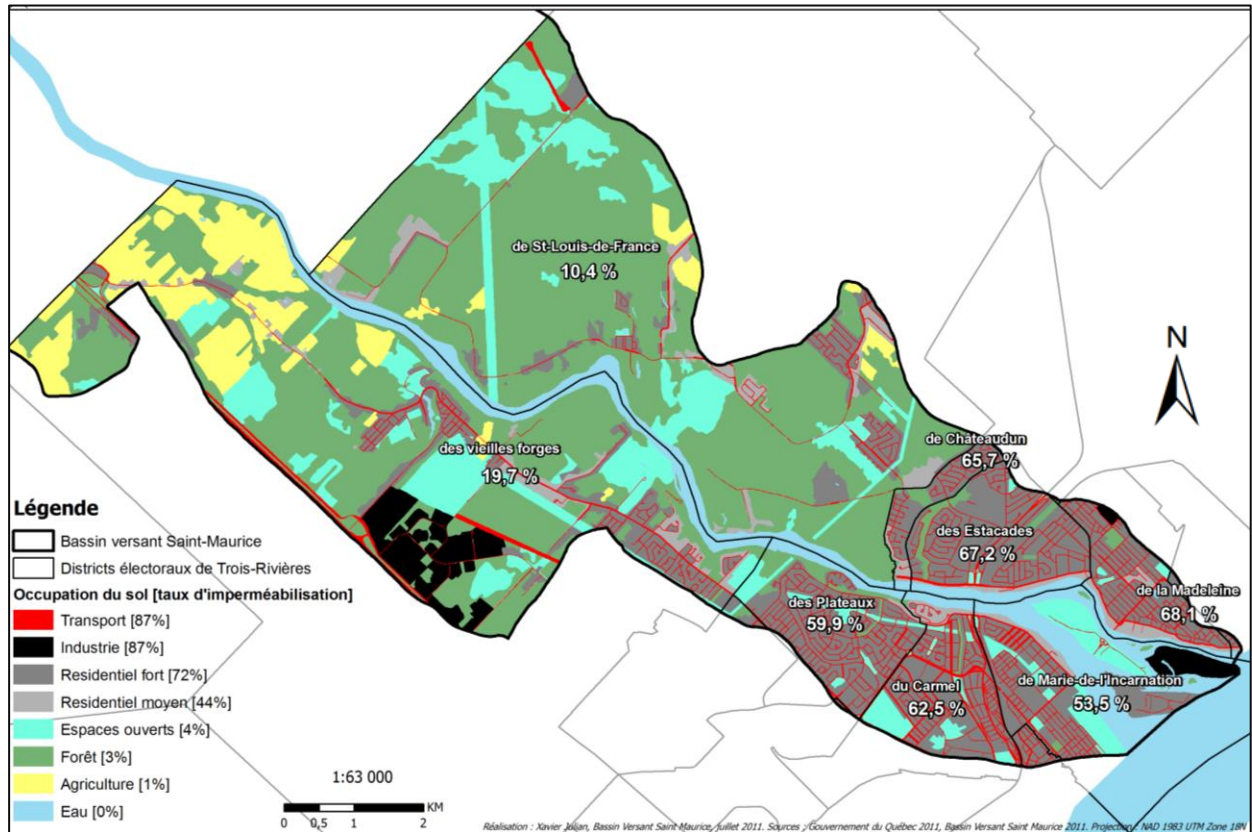 de St-Louis-de-France
10,4 %
N
de Châteaudun
65,7 %
des vieilles forges
19,7 %
des Estacades
67,2 %
de la Madeleine
68,1 %
des Plateaux
59,9 %
du Carmel
62,5 %
de Marie-de-l'Incarnation
53,5 %
Légende
Bassin versant Saint-Maurice
Districts électoraux de Trois-Rivières
Occupation du sol [taux d'imperméabilisation]
Transport [87%]
Industrie [87%]
Residentiel fort [72%]
Residentiel moyen [44%]
Espaces ouverts [4%]
Forêt [3%]
Agriculture [1%]
Eau [0%]
1:63 000
KM
0 0,5 1 2
Réalisation : Xavier Julian, Bassin Versant Saint Maurice, juillet 2011. Sources : Gouvernement du Québec 2011, Bassin Versant Saint Maurice 2011. Projection : NAD 1983 UTM Zone 18N